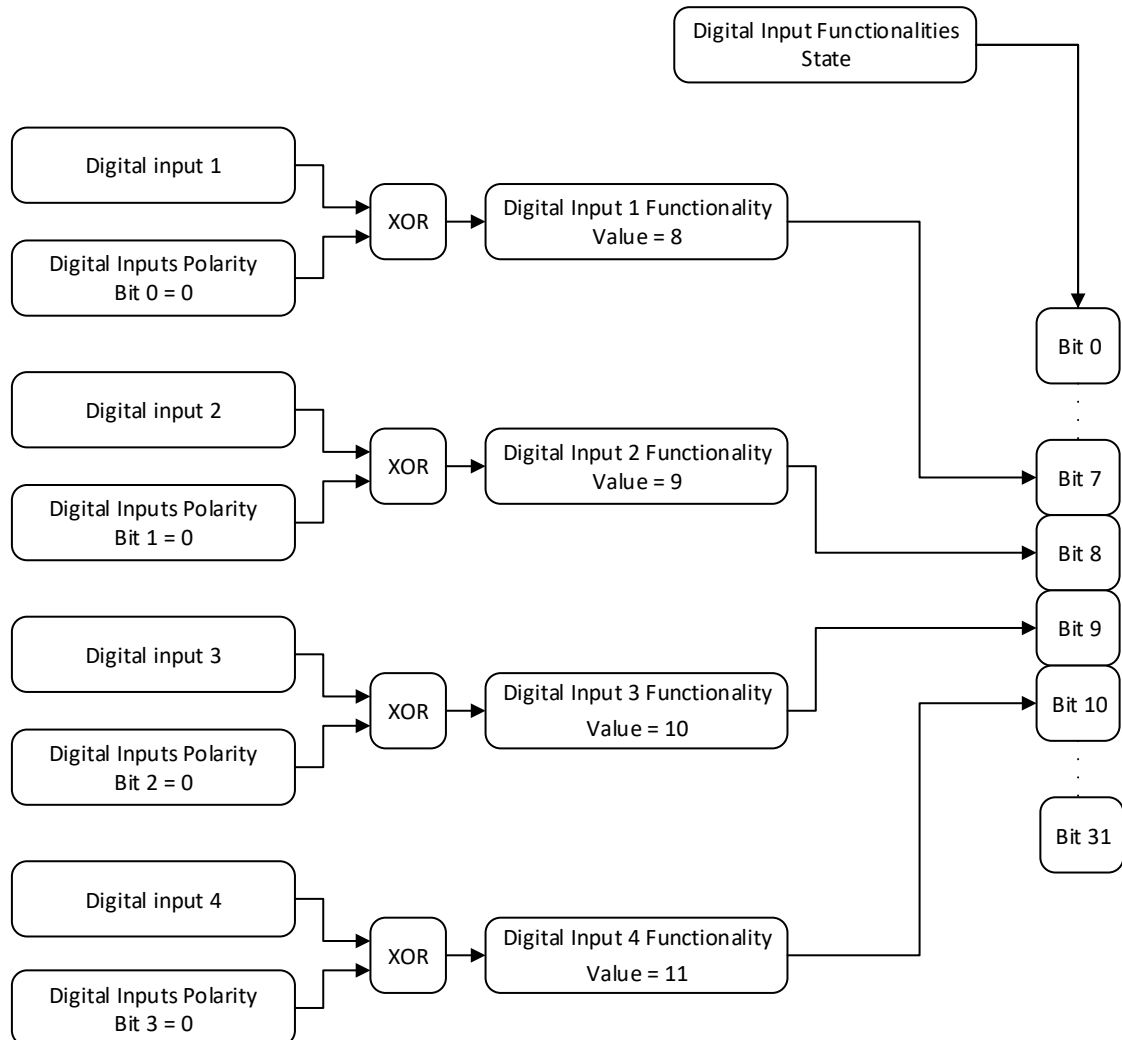 Digital Input Functionalities
State
Digital input 1
XOR
Digital Input 1 Functionality
Value = 8
Digital Inputs Polarity
Bit 0 = 0
Bit 0
Digital input 2
XOR
Digital Input 2 Functionality
Value = 9
Bit 7
Digital Inputs Polarity
Bit 1 = 0
Bit 8
Bit 9
Digital input 3
XOR
Digital Input 3 Functionality
Value = 10
Bit 10
Digital Inputs Polarity
Bit 2 = 0
Bit 31
Digital input 4
XOR
Digital Input 4 Functionality
Value = 11
Digital Inputs Polarity
Bit 3 = 0